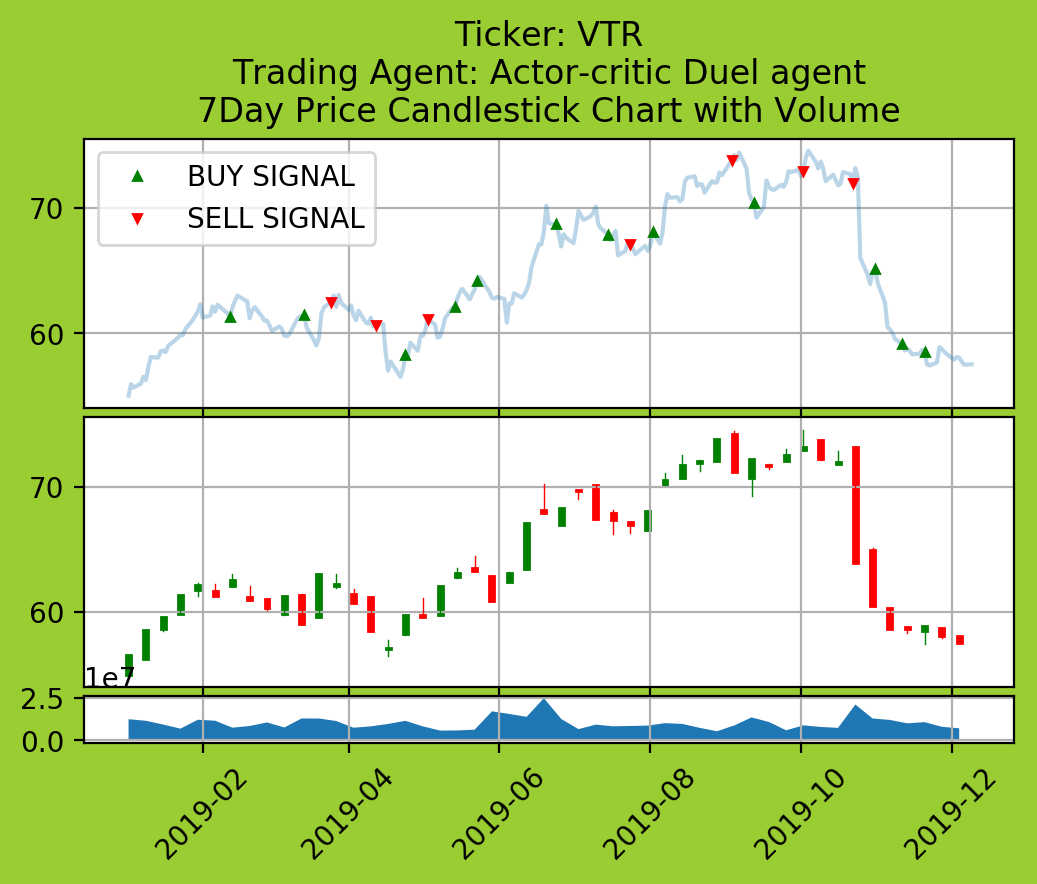 Ticker: VTR
Trading Agent: Actor-critic Duel agent
7Day Price Candlestick Chart with Volume
BUY SIGNAL
SELL SIGNAL
70
60
70
60
1e7
2.5
0.0
2019-02
2019-04
2019-06
2019-08
2019-10
2019-12